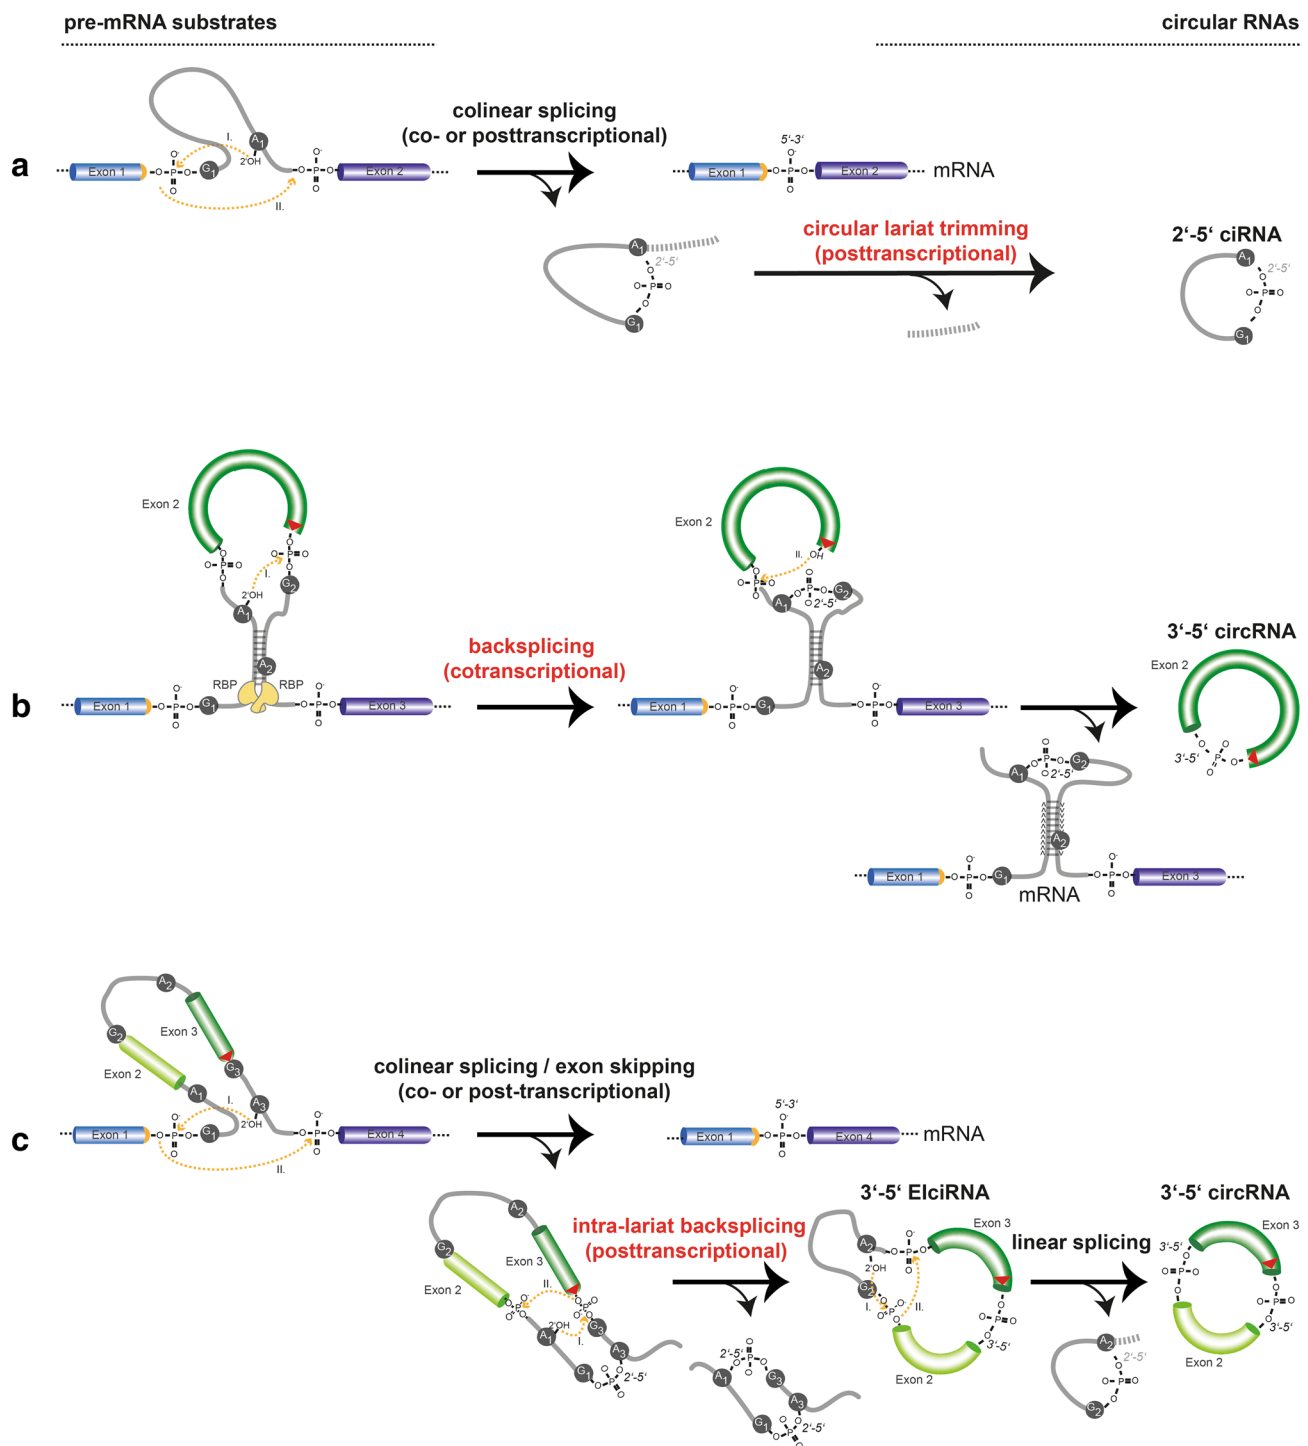 pre-mRNA substrates
circular RNAs
a
colinear splicing
(co- or posttranscriptional)
I.
A1
2'OH
O-
Exon 1
O
P
O
G1
O
O-
O
P
O
O
Exon 2
II.
5'-3'
O-
Exon 1
O
P
O
O
Exon 2
mRNA
A1
2'-5'
O
O
P
O
O
G1
circular lariat trimming
(posttranscriptional)
2'-5' ciRNA
A1
2'-5'
O
O
P
O
O
G1
b
Exon 2
O
P
O
O
O
O
P
O
O
I.
2'OH
A1
G2
A2
RBP
RBP
Exon 1
O
O-
P
O
O
G1
O
O-
P
O
O
Exon 3
backsplicing
(cotranscriptional)
Exon 2
II.
OH
O
O
P
O
A1
O
O
P
O
O
G2
2'-5'
A2
Exon 1
O
O-
P
O
O
G1
O
O-
P
O
O
Exon 3
3'-5' circRNA
Exon 2
3'-5'
O
P
O
O
A1
O
O
P
O
O
G2
2'-5'
A2
Exon 1
O
O-
P
O
O
G1
O
O-
P
O
O
Exon 3
mRNA
c
A2
G2
Exon 3
Exon 2
G3
A1
I.
A3
2'OH
Exon 1
O
O-
P
O
O
G1
O
O-
P
O
O
Exon 4
II.
colinear splicing / exon skipping
(co- or post-transcriptional)
5'-3'
O-
Exon 1
O
P
O
O
Exon 4
mRNA
A2
G2
Exon 3
Exon 2
II.
2'OH
A1
I.
G3
A3
G1
O
P
O
2'-5'
intra-lariat backsplicing
(posttranscriptional)
2'-5'
O
O
P
O
A1
G3
A3
G1
O
P
O
2'-5'
3'-5' EIciRNA
Exon 3
A2
O-
O
P
O
O
2'OH
G2
I.
II.
O
P
O
O-
O
O
P
O
O
3'-5'
Exon 2
linear splicing
A2
2'-5'
O
O
P
O
O
G2
3'-5' circRNA
Exon 3
3'-5'
O
O
P
O
O
O
P
O
O
3'-5'
Exon 2